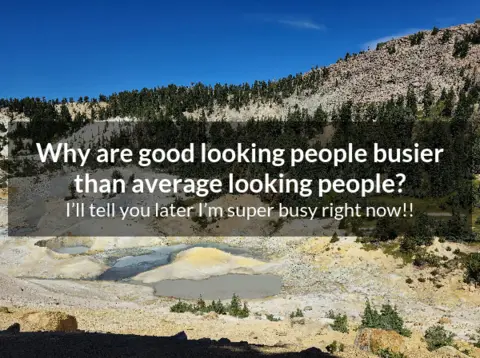 Why are good looking people busier
than average looking people?
I'll tell you later I'm super busy right now!!